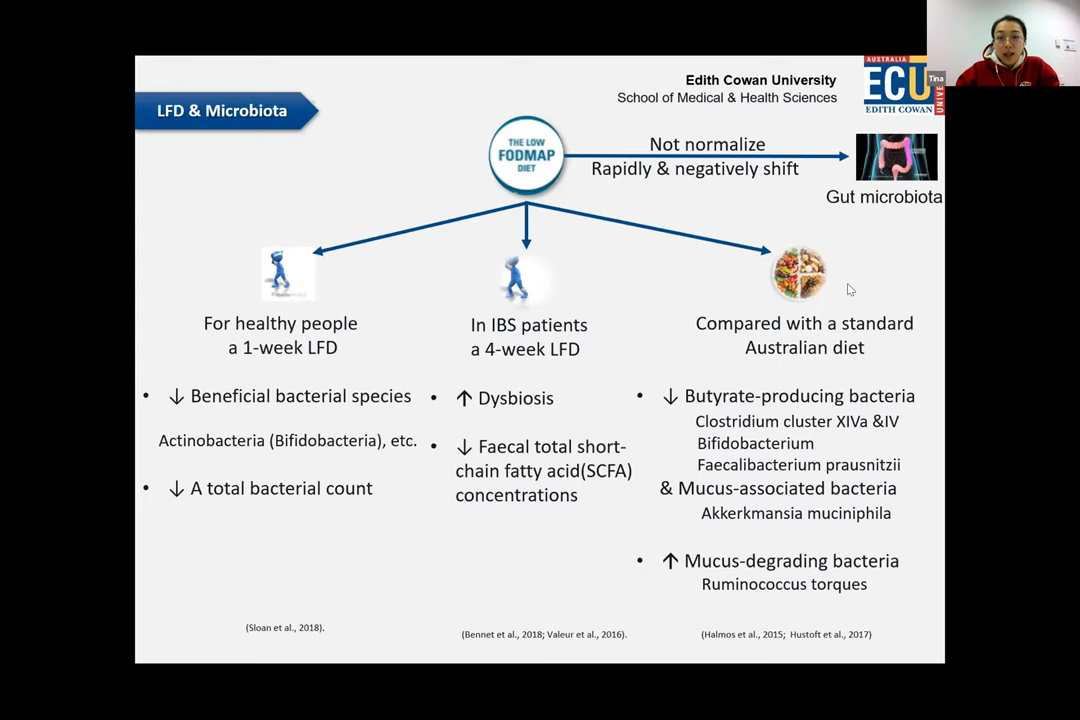 Edith Cowan University
School of Medical & Health Sciences
AUSTRALIA
ECU
EDITH COWAN
Tina
LFD & Microbiota
THE LOW
FODMAP
DIET
Not normalize
Rapidly & negatively shift
Gut microbiota
For healthy people
a 1-week LFD
In IBS patients
a 4-week LFD
Compared with a standard
Australian diet
• ↓ Beneficial bacterial species
Actinobacteria (Bifidobacteria), etc.
• ↓ A total bacterial count
• ↑ Dysbiosis
• ↓ Faecal total short-
chain fatty acid(SCFA)
concentrations
• ↓ Butyrate-producing bacteria
Clostridium cluster XIVa &IV
Bifidobacterium
Faecalibacterium prausnitzii
& Mucus-associated bacteria
Akkerkmansia muciniphila
• ↑ Mucus-degrading bacteria
Ruminococcus torques
(Sloan et al., 2018).
(Bennet et al., 2018; Valeur et al., 2016).
(Halmos et al., 2015; Hustoft et al., 2017)